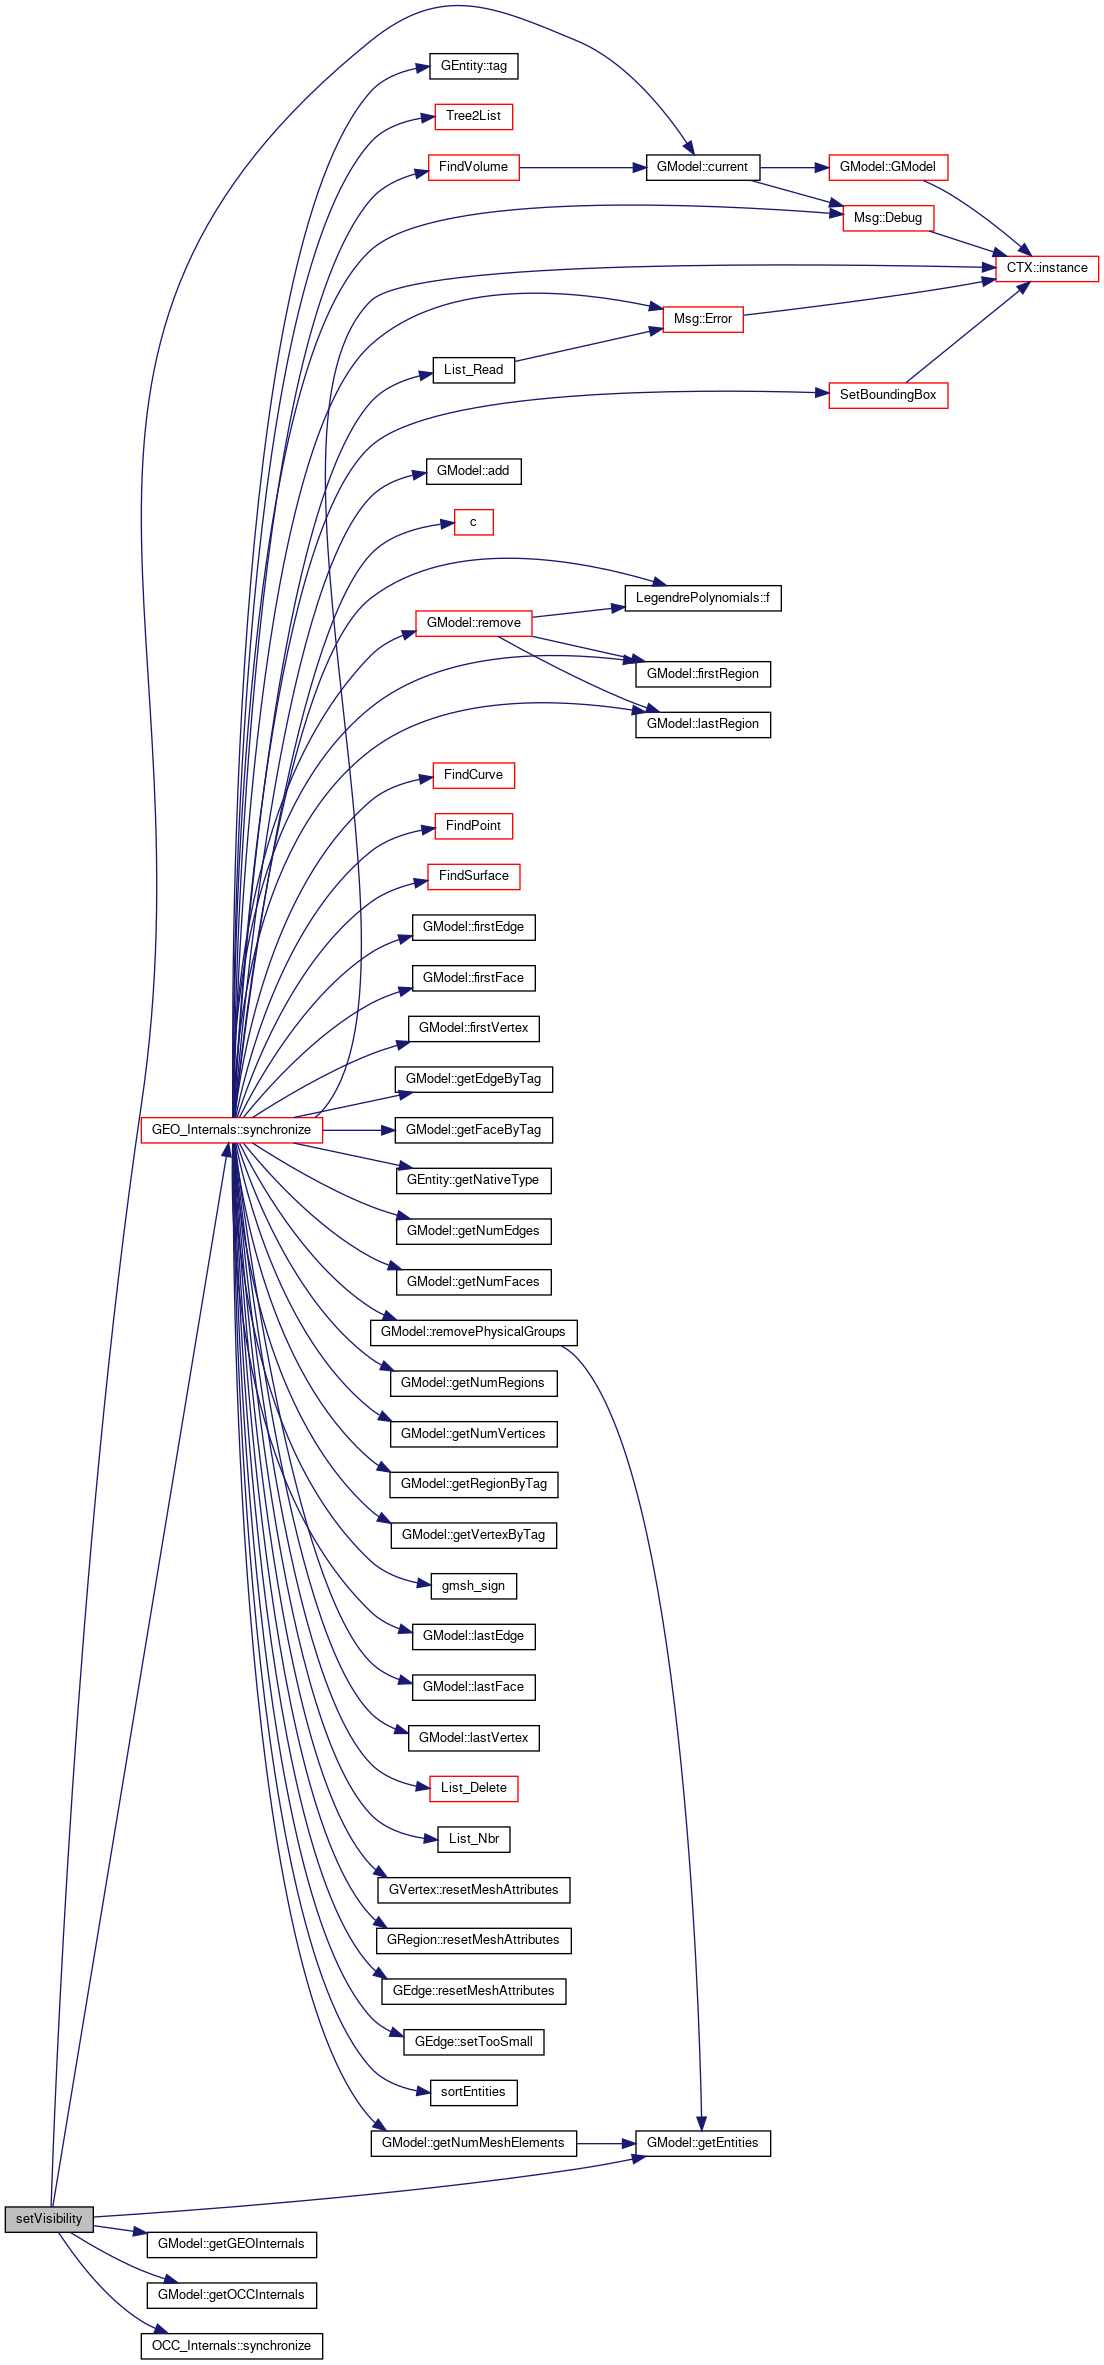 GEntity::tag
Tree2List
FindVolume
GModel::current
GModel::GModel
Msg::Debug
CTX::instance
Msg::Error
List_Read
SetBoundingBox
GModel::add
c
LegendrePolynomials::f
GModel::remove
GModel::firstRegion
GModel::lastRegion
FindCurve
FindPoint
FindSurface
GModel::firstEdge
GModel::firstFace
GModel::firstVertex
GModel::getEdgeByTag
GEO_Internals::synchronize
GModel::getFaceByTag
GEntity::getNativeType
GModel::getNumEdges
GModel::getNumFaces
GModel::removePhysicalGroups
GModel::getNumRegions
GModel::getNumVertices
GModel::getRegionByTag
GModel::getVertexByTag
gmsh_sign
GModel::lastEdge
GModel::lastFace
GModel::lastVertex
List_Delete
List_Nbr
GVertex::resetMeshAttributes
GRegion::resetMeshAttributes
GEdge::resetMeshAttributes
GEdge::setTooSmall
sortEntities
GModel::getNumMeshElements
GModel::getEntities
setVisibility
GModel::getGEOInternals
GModel::getOCCInternals
OCC_Internals::synchronize